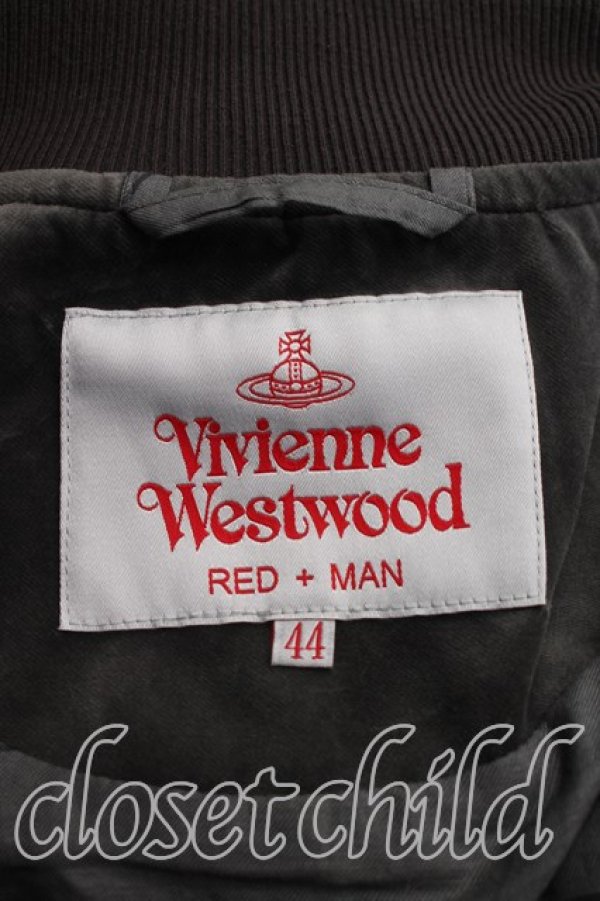 Vivienne
Westwood
RED + MAN
44
closet child